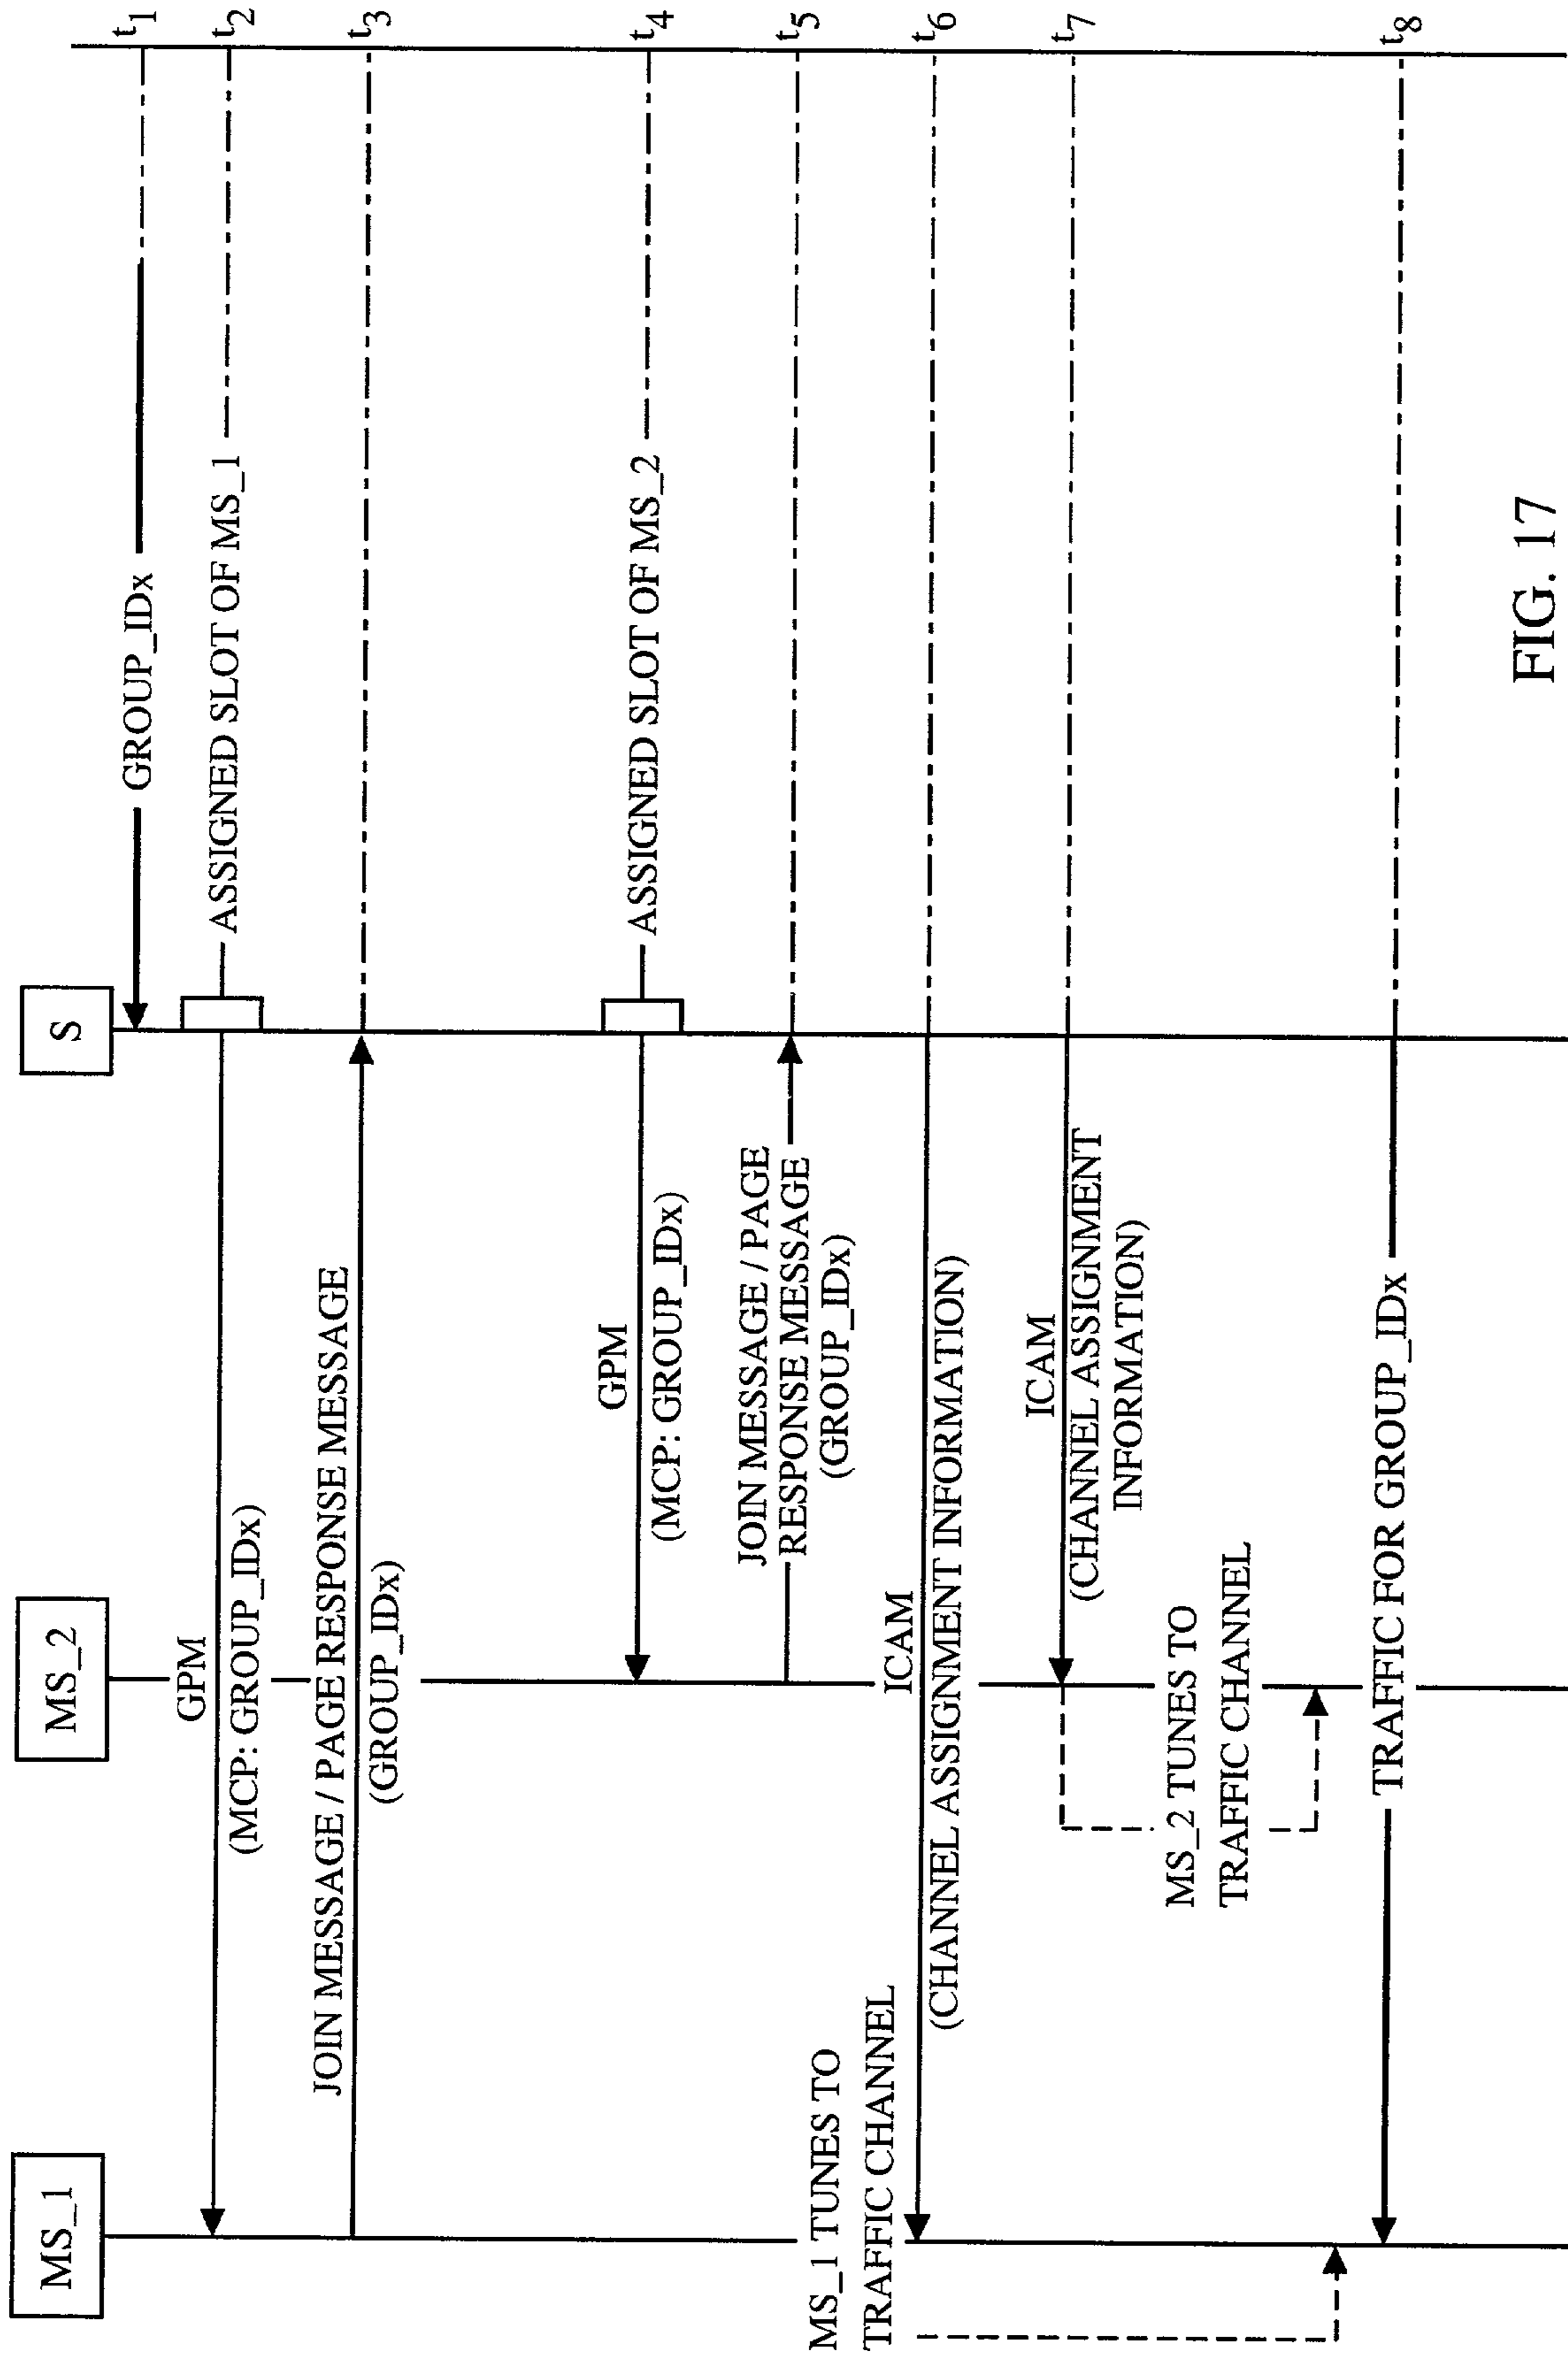 MS_1
MS_2
S
GROUP_IDx
t1
GPM
(MCP: GROUP_IDx)
ASSIGNED SLOT OF MS_1
t2
JOIN MESSAGE / PAGE RESPONSE MESSAGE
(GROUP_IDx)
t3
GPM
(MCP: GROUP_IDx)
ASSIGNED SLOT OF MS_2
t4
JOIN MESSAGE / PAGE
RESPONSE MESSAGE
(GROUP_IDx)
t5
MS_1 TUNES TO
TRAFFIC CHANNEL
ICAM
(CHANNEL ASSIGNMENT INFORMATION)
t6
ICAM
(CHANNEL ASSIGNMENT
INFORMATION)
t7
MS_2 TUNES TO
TRAFFIC CHANNEL
TRAFFIC FOR GROUP_IDx
t8
FIG. 17